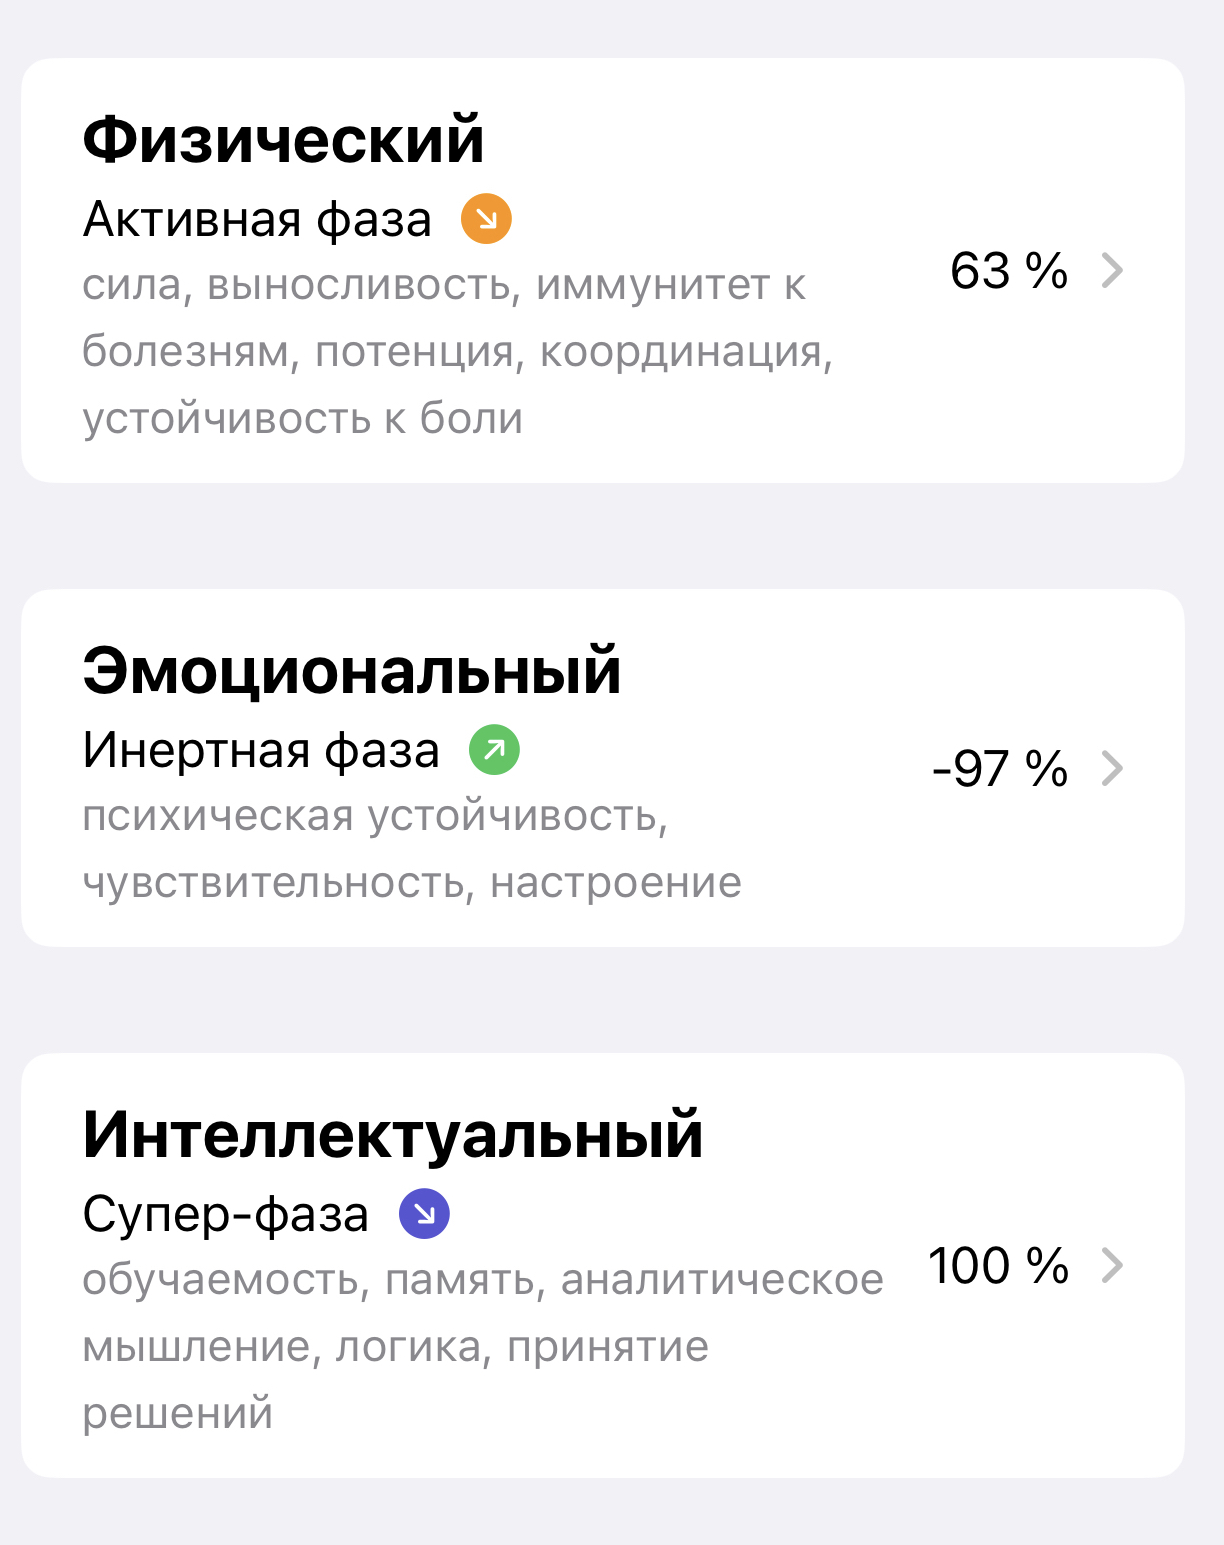 Физический
Активная фаза
сила, выносливость, иммунитет к
болезням, потенция, координация,
устойчивость к боли
63 %
Эмоциональный
Инертная фаза
психическая устойчивость,
чувствительность, настроение
-97 %
Интеллектуальный
Супер-фаза
обучаемость, память, аналитическое
мышление, логика, принятие
решений
100 %